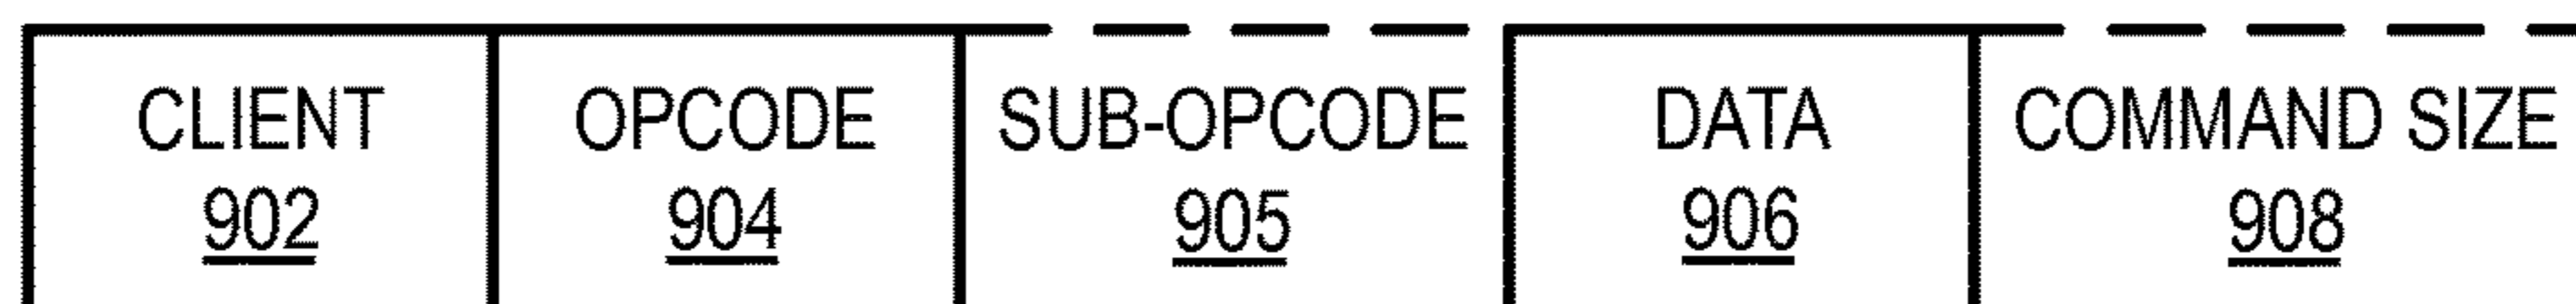 CLIENT OPCODE SUB-OPCODE DATA COMMAND SIZE
902 904 905 906 908